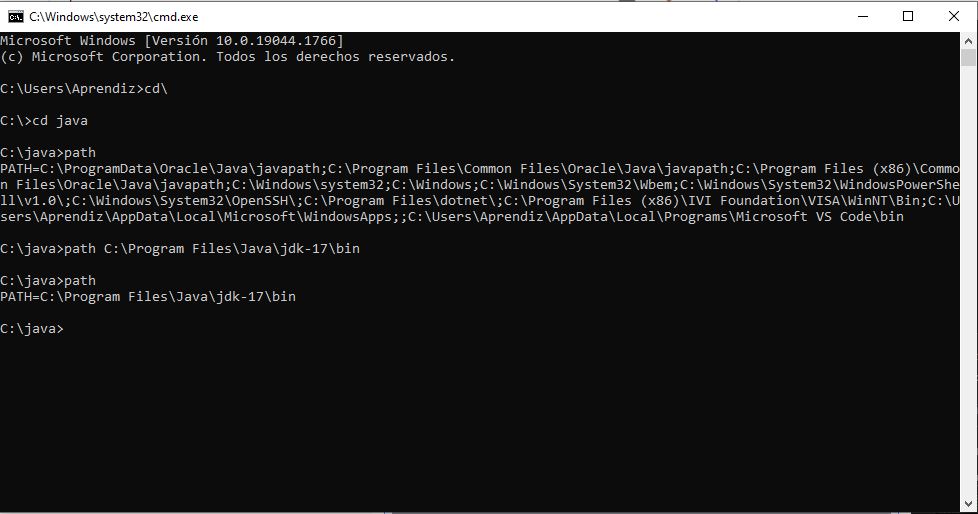 C:\Windows\system32\cmd.exe
Microsoft Windows [Versión 10.0.19044.1766]
(c) Microsoft Corporation. Todos los derechos reservados.
C:\Users\Aprendiz>cd\
C:\>cd java
C:\java>path
PATH=C:\ProgramData\Oracle\Java\javapath;C:\Program Files\Common Files\Oracle\Java\javapath;C:\Program Files (x86)\Commo
n Files\Oracle\Java\javapath;C:\Windows\system32;C:\Windows;C:\Windows\System32\Wbem;C:\Windows\System32\WindowsPowerShe
ll\v1.0\;C:\Windows\System32\OpenSSH\;C:\Program Files\dotnet\;C:\Program Files (x86)\IVI Foundation\VISA\WinNT\Bin;C:\U
sers\Aprendiz\AppData\Local\Microsoft\WindowsApps;;C:\Users\Aprendiz\AppData\Local\Programs\Microsoft VS Code\bin
C:\java>path C:\Program Files\Java\jdk-17\bin
C:\java>path
PATH=C:\Program Files\Java\jdk-17\bin
C:\java>